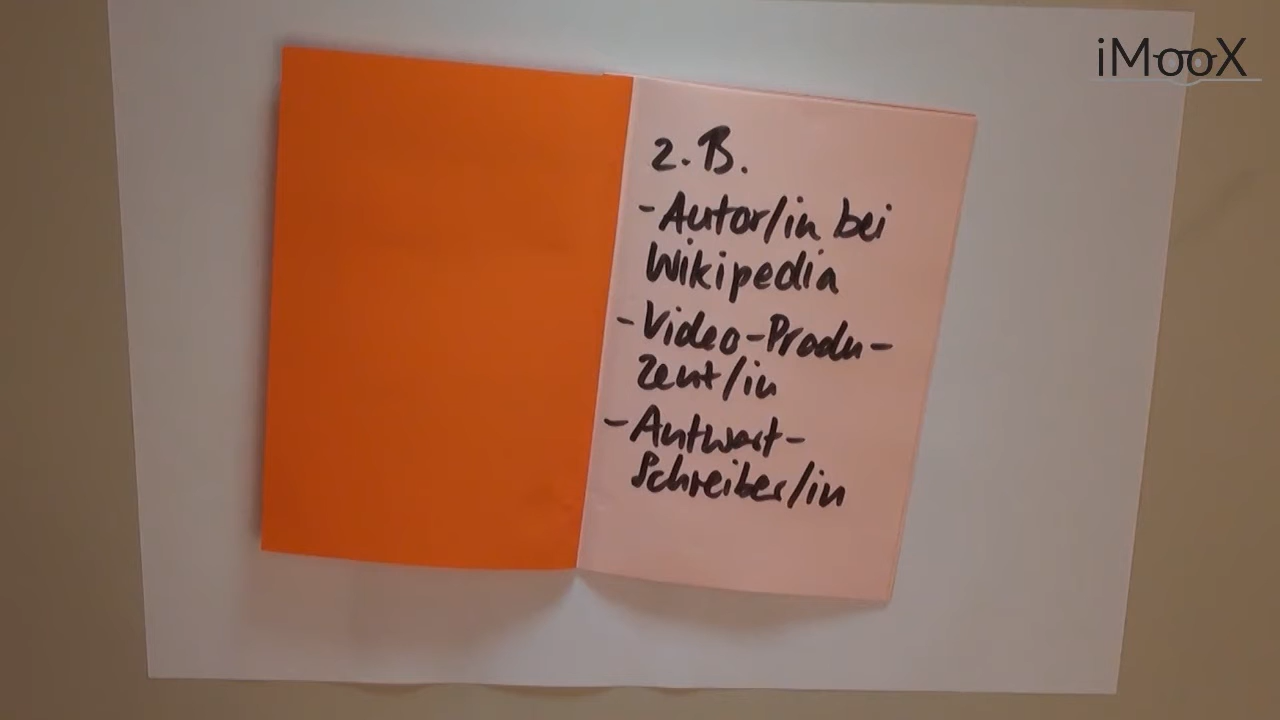 iMooX
z.B.
- Autor/in bei
Wikipedia
- Video-Produ-
zent/in
- Antwort-
Schreiber/in